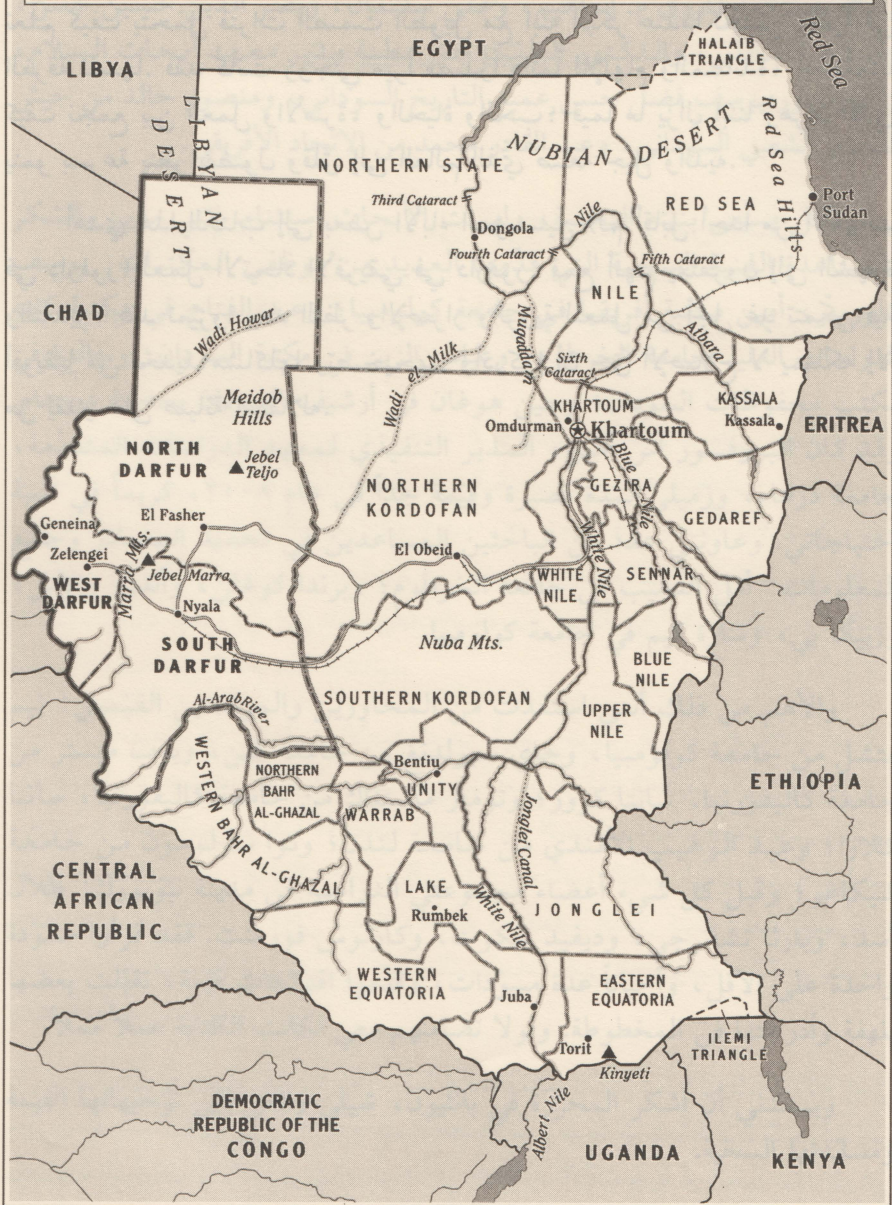 EGYPT
LIBYA
HALAIB
TRIANGLE
Red Sea
LIBYAN
DESERT
NUBIAN DESERT
Red Sea Hills
NORTHERN STATE
Third Cataract
RED SEA
Port
Sudan
Nile
Dongola
Fourth Cataract
Fifth Cataract
NILE
CHAD
Wadi Howar
Muqaddam
Atbara
Wadi el-Milk
Sixth
Cataract
Meidob
Hills
KHARTOUM
KASSALA
Omdurman
Khartoum
Kassala
ERITREA
NORTH
DARFUR
Jebel
Teljo
Blue Nile
NORTHERN
KORDOFAN
GEZIRA
GEDAREF
Geneina
El Fasher
Zelengei
El Obeid
Marra Mts.
Jebel Marra
WEST
DARFUR
WHITE
NILE
White Nile
SENNAR
Nyala
SOUTH
DARFUR
Nuba Mts.
BLUE
NILE
SOUTHERN KORDOFAN
UPPER
NILE
Al-Arab River
Bentiu
NORTHERN
BAHR
AL-GHAZAL
UNITY
WESTERN BAHR AL-GHAZAL
WARRAB
Jonglei Canal
ETHIOPIA
CENTRAL
AFRICAN
REPUBLIC
LAKE
Rumbek
White Nile
JONGLEI
WESTERN
EQUATORIA
EASTERN
EQUATORIA
Juba
Torit
Kinyeti
ILEMI
TRIANGLE
DEMOCRATIC
REPUBLIC OF THE
CONGO
Albert Nile
UGANDA
KENYA